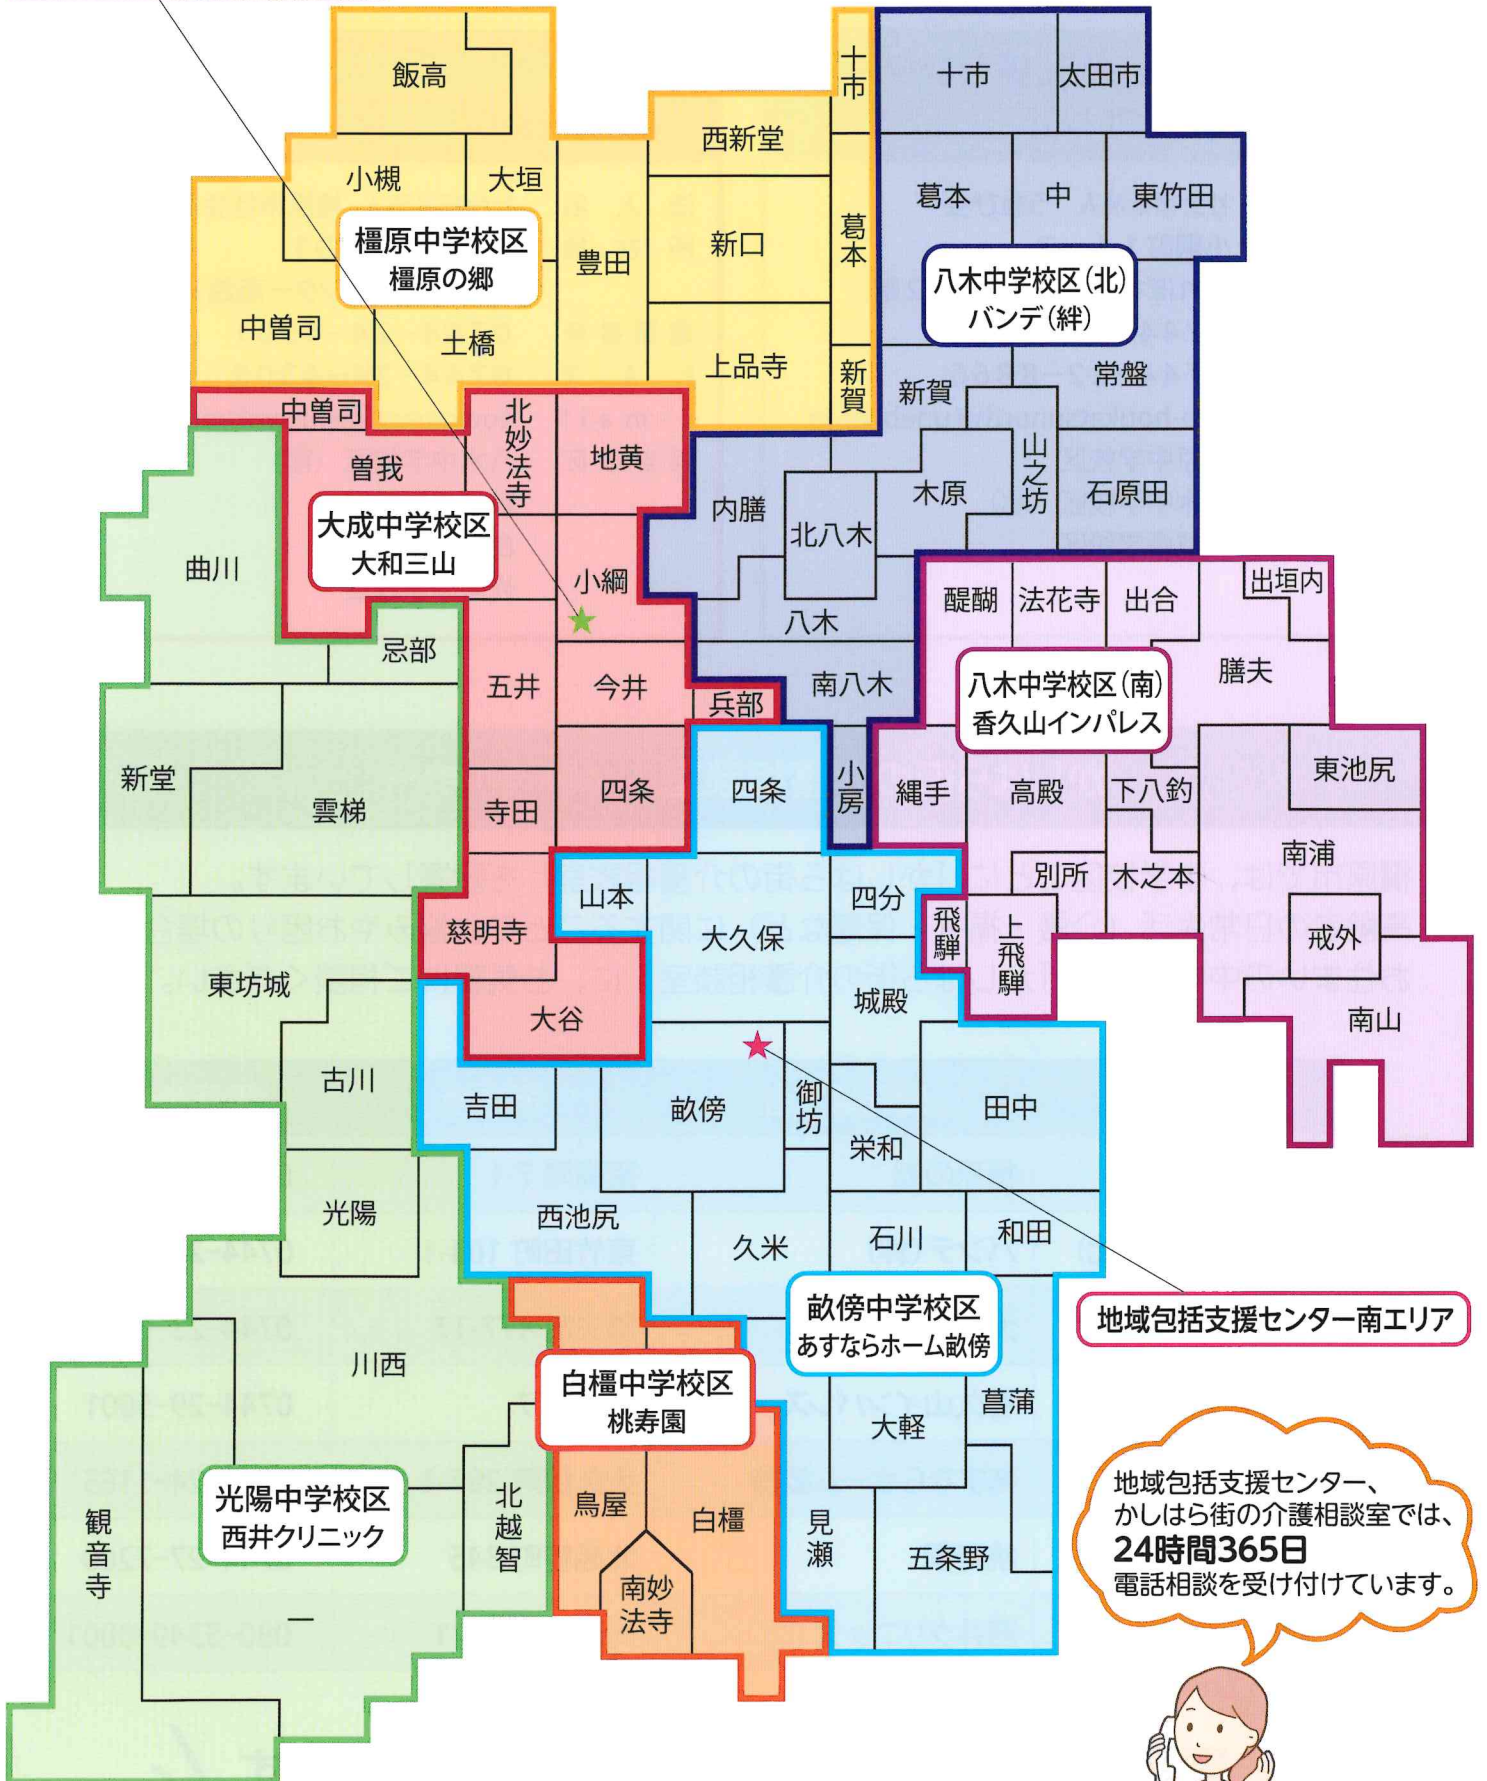 飯高
十市
十市
太田市
西新堂
小槻
大垣
葛本
中
東竹田
橿原中学校区
橿原の郷
豊田
新口
葛本
八木中学校区(北)
バンデ(絆)
中曽司
土橋
上品寺
新賀
新賀
常盤
中曽司
北妙法寺
地黄
曽我
内膳
北八木
木原
山之坊
石原田
大成中学校区
大和三山
曲川
小綱
醍醐
法花寺
出合
出垣内
八木
忌部
五井
今井
兵部
南八木
八木中学校区(南)
香久山インパレス
膳夫
新堂
雲梯
寺田
四条
四条
小房
縄手
高殿
下八釣
東池尻
山本
四分
別所
木之本
南浦
慈明寺
大久保
飛騨
上飛騨
戒外
東坊城
大谷
城殿
南山
古川
吉田
畝傍
御坊
栄和
田中
光陽
西池尻
久米
石川
和田
畝傍中学校区
あすならホーム畝傍
地域包括支援センター南エリア
川西
白橿中学校区
桃寿園
大軽
菖蒲
光陽中学校区
西井クリニック
観音寺
北越智
鳥屋
白橿
見瀬
五条野
南妙
法寺
一
地域包括支援センター、
かしはら街の介護相談室では、
24時間365日
電話相談を受け付けています。